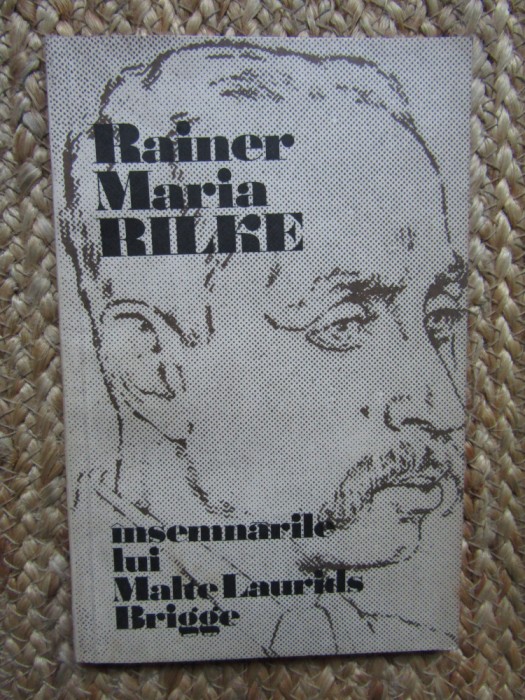 Rainer
Maria
RILKE
însemnările
lui
Malte Laurids
Brigge